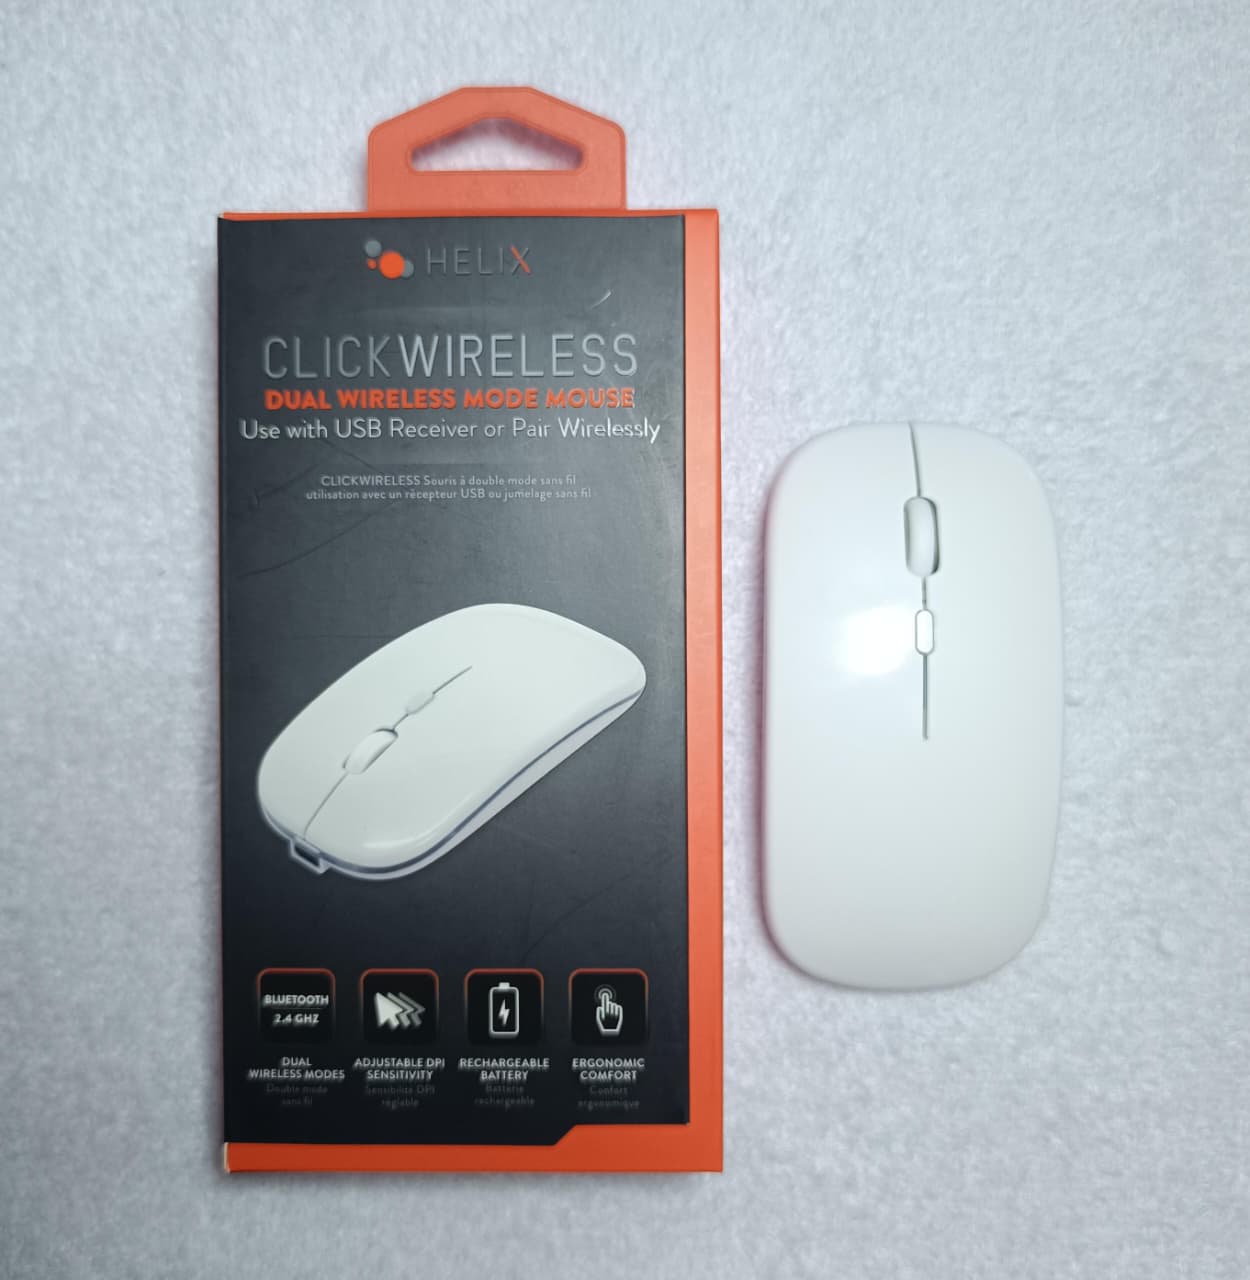 HELIX
CLICKWIRELESS
DUAL WIRELESS MODE MOUSE
Use with USB Receiver or Pair Wirelessly
CLICKWIRELESS Souris à double mode sans fil
utilisation avec un récepteur USB ou jumelage sans fil
BLUETOOTH
2.4 GHZ
DUAL
WIRELESS MODES
Double mode
sans fil
ADJUSTABLE DPI
SENSITIVITY
Sensibilité DPI
réglable
RECHARGEABLE
BATTERY
Batterie
rechargeable
ERGONOMIC
COMFORT
Confort
ergonomique